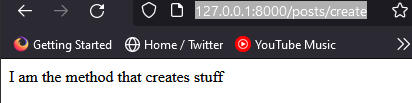 127.0.0.1:8000/posts/create
Getting Started Home / Twitter YouTube Music
I am the method that creates stuff